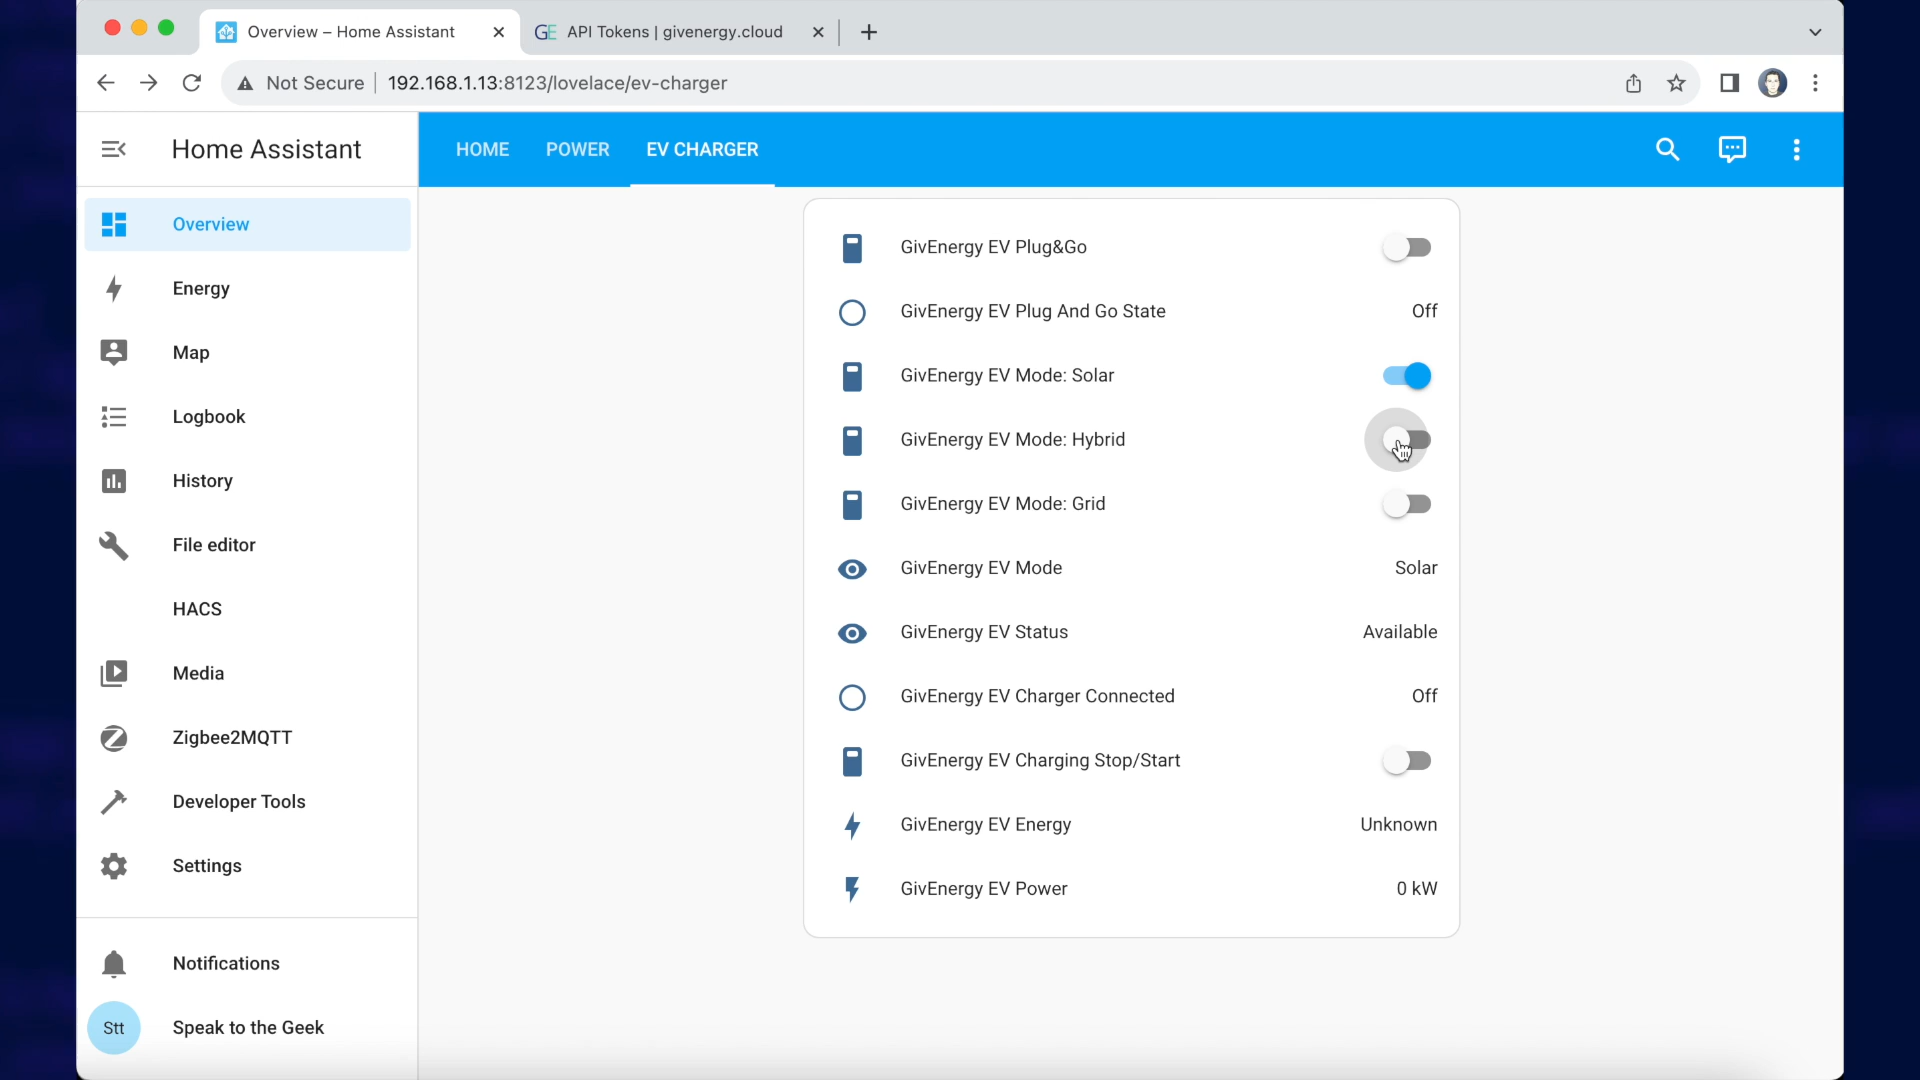 Overview – Home Assistant
GE API Tokens | givenergy.cloud
Not Secure 192.168.1.13:8123/lovelace/ev-charger
Home Assistant
HOME POWER EV CHARGER
Overview
Energy
Map
Logbook
History
File editor
HACS
Media
Zigbee2MQTT
Developer Tools
Settings
Notifications
Stt Speak to the Geek
GivEnergy EV Plug&Go
GivEnergy EV Plug And Go State Off
GivEnergy EV Mode: Solar
GivEnergy EV Mode: Hybrid
GivEnergy EV Mode: Grid
GivEnergy EV Mode Solar
GivEnergy EV Status Available
GivEnergy EV Charger Connected Off
GivEnergy EV Charging Stop/Start
GivEnergy EV Energy Unknown
GivEnergy EV Power 0 kW